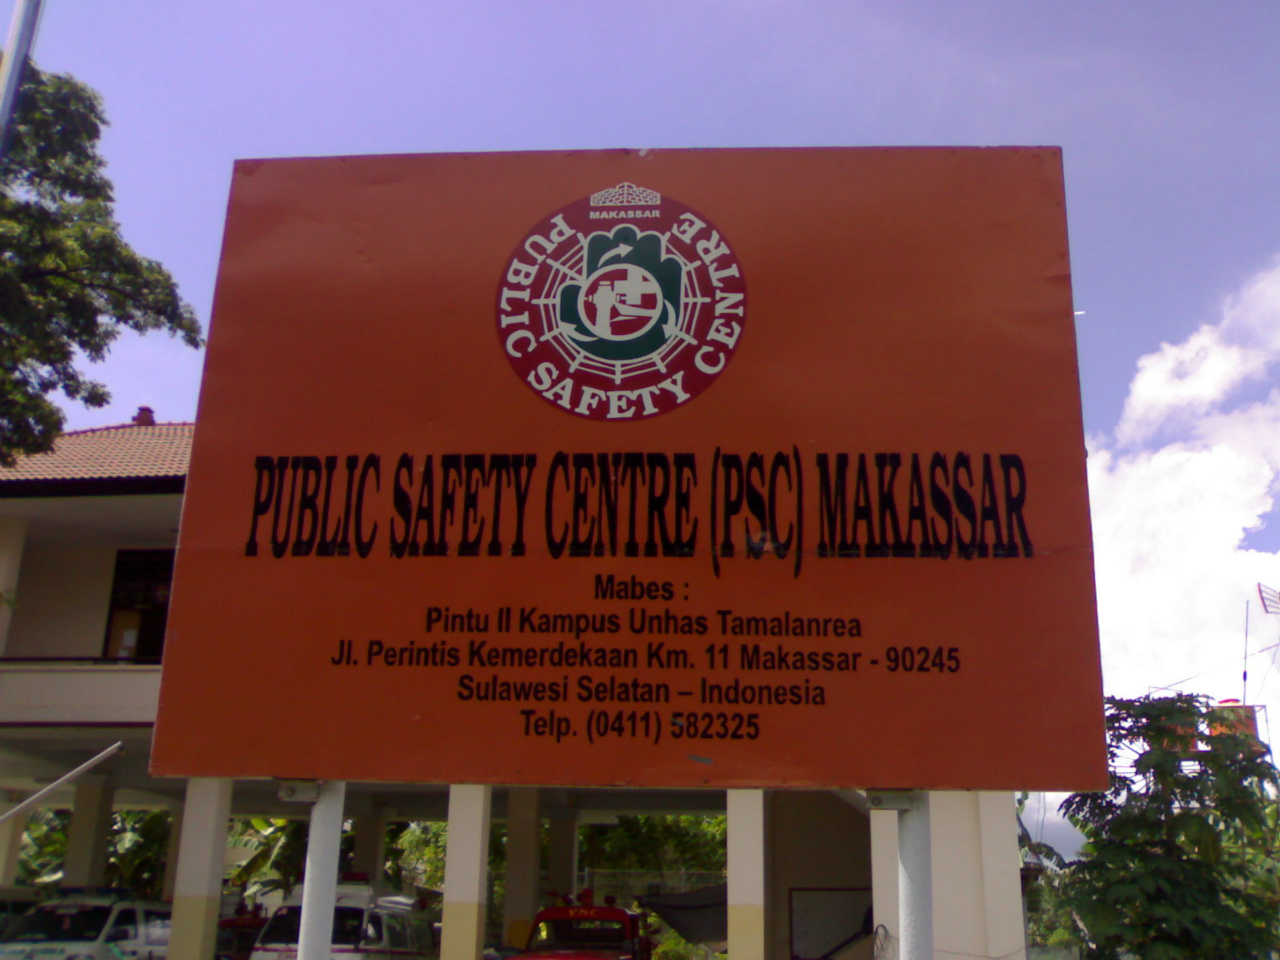 MAKASSAR
PUBLIC SAFETY CENTRE
PUBLIC SAFETY CENTRE (PSC) MAKASSAR
Mabes :
Pintu II Kampus Unhas Tamalanrea
Jl. Perintis Kemerdekaan Km. 11 Makassar - 90245
Sulawesi Selatan – Indonesia
Telp. (0411) 582325
PSC